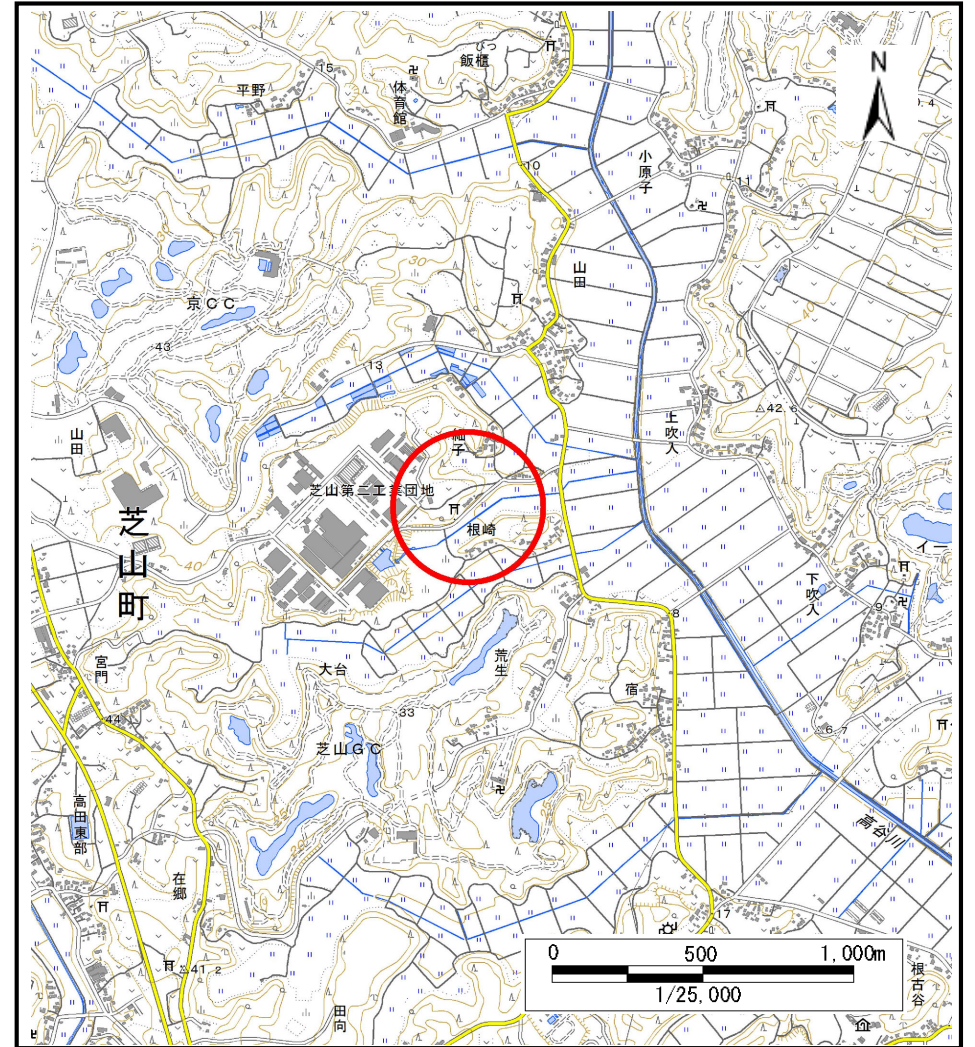 びつ
飯櫃
15
平野
体育館
N
10
小原子
11
山田
30
京CC
43
13
42.6
上吹入
山田
細子
芝山第二工業団地
根崎
芝山町
40
イー
下吹入
9
8
荒生
大台
宮門
宿
33
44
芝山GC
6.7
高田東部
高谷川
在郷
17
41.2
田向
根古谷
0 500 1,000m
1/25,000